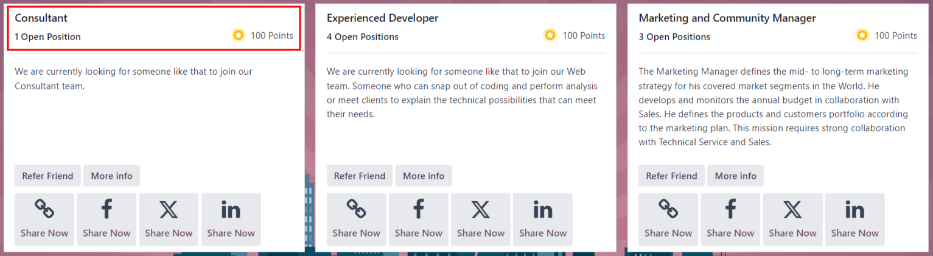 Consultant
1 Open Position
100 Points
We are currently looking for someone like that to join our
Consultant team.
Refer Friend
More info
Share Now
Share Now
Share Now
Share Now
Experienced Developer
4 Open Positions
100 Points
We are currently looking for someone like that to join our Web
team. Someone who can snap out of coding and perform analysis
or meet clients to explain the technical possibilities that can meet
their needs.
Refer Friend
More info
Share Now
Share Now
Share Now
Share Now
Marketing and Community Manager
3 Open Positions
100 Points
The Marketing Manager defines the mid- to long-term marketing
strategy for his covered market segments in the World. He
develops and monitors the annual budget in collaboration with
Sales. He defines the products and customers portfolio according
to the marketing plan. This mission requires strong collaboration
with Technical Service and Sales.
Refer Friend
More info
Share Now
Share Now
Share Now
Share Now